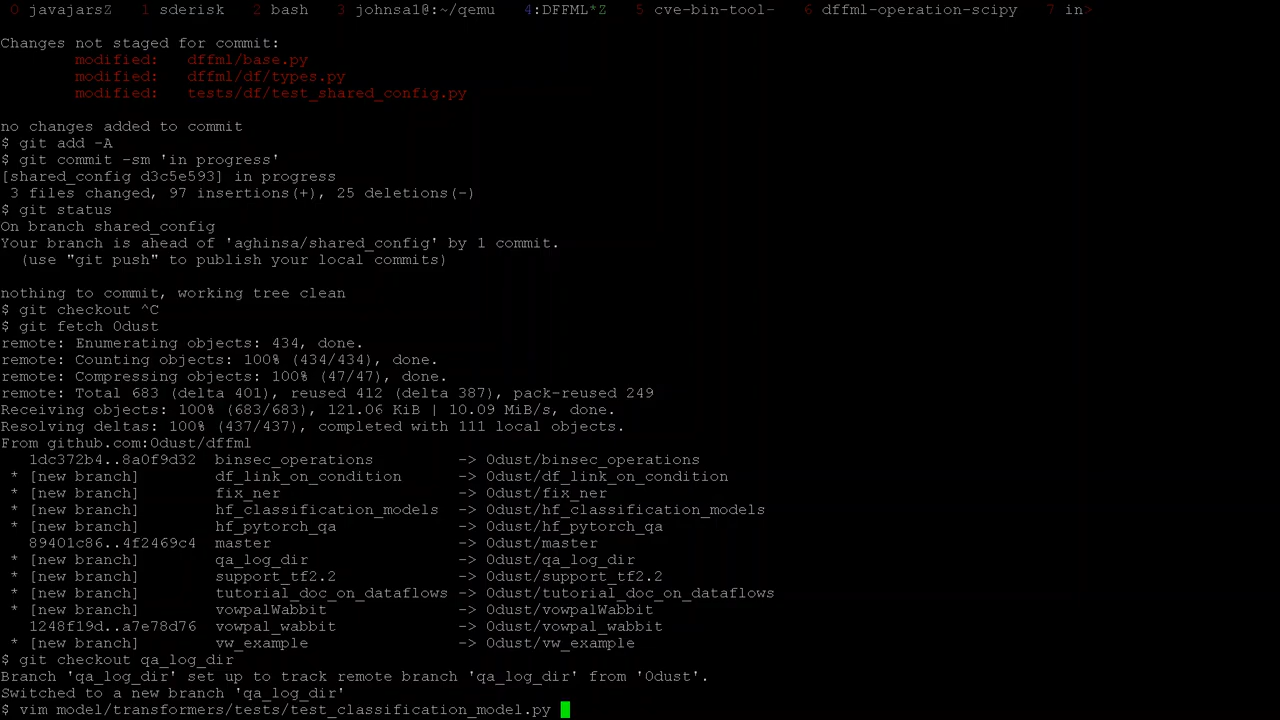 0 javajarsZ  1 sderisk  2 bash  3 johnsa1@:~/qemu  4:DFFML*Z  5 cve-bin-tool-  6 dffml-operation-scipy  7 in>
Changes not staged for commit:
modified:   dffml/base.py
modified:   dffml/df/types.py
modified:   tests/df/test_shared_config.py
no changes added to commit
$ git add -A
$ git commit -sm 'in progress'
[shared_config d3c5e593] in progress
3 files changed, 97 insertions(+), 25 deletions(-)
$ git status
On branch shared_config
Your branch is ahead of 'aghinsa/shared_config' by 1 commit.
(use "git push" to publish your local commits)
nothing to commit, working tree clean
$ git checkout ^C
$ git fetch 0dust
remote: Enumerating objects: 434, done.
remote: Counting objects: 100% (434/434), done.
remote: Compressing objects: 100% (47/47), done.
remote: Total 683 (delta 401), reused 412 (delta 387), pack-reused 249
Receiving objects: 100% (683/683), 121.06 KiB | 10.09 MiB/s, done.
Resolving deltas: 100% (437/437), completed with 111 local objects.
From github.com:0dust/dffml
1dc372b4..8a0f9d32  binsec_operations          -> 0dust/binsec_operations
* [new branch]        df_link_on_condition       -> 0dust/df_link_on_condition
* [new branch]        fix_ner                    -> 0dust/fix_ner
* [new branch]        hf_classification_models   -> 0dust/hf_classification_models
* [new branch]        hf_pytorch_qa              -> 0dust/hf_pytorch_qa
89401c86..4f2469c4  master                     -> 0dust/master
* [new branch]        qa_log_dir                 -> 0dust/qa_log_dir
* [new branch]        support_tf2.2              -> 0dust/support_tf2.2
* [new branch]        tutorial_doc_on_dataflows  -> 0dust/tutorial_doc_on_dataflows
* [new branch]        vowpalWabbit               -> 0dust/vowpalWabbit
1248f19d..a7e78d76  vowpal_wabbit              -> 0dust/vowpal_wabbit
* [new branch]        vw_example                 -> 0dust/vw_example
$ git checkout qa_log_dir
Branch 'qa_log_dir' set up to track remote branch 'qa_log_dir' from '0dust'.
Switched to a new branch 'qa_log_dir'
$ vim model/transformers/tests/test_classification_model.py